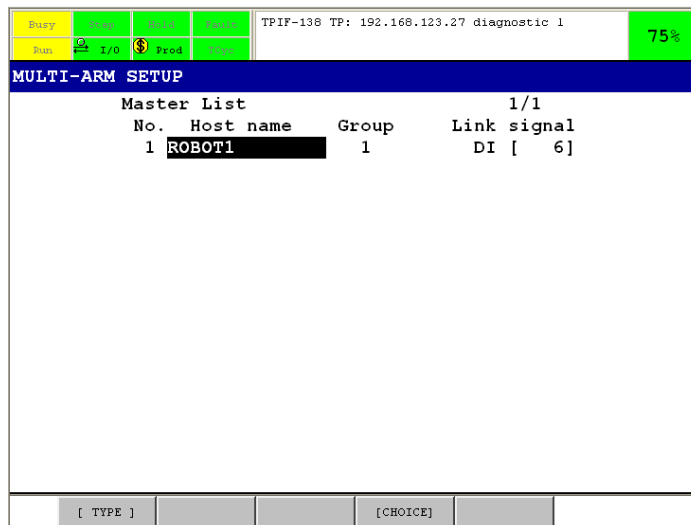 Busy Step Hold Fault TPIF-138 TP: 192.168.123.27 diagnostic 1
Run I/O Prod TCyc 75%
MULTI-ARM SETUP
Master List 1/1
No. Host name Group Link signal
1 ROBOT1 1 DI [ 6]
[ TYPE ] [CHOICE]